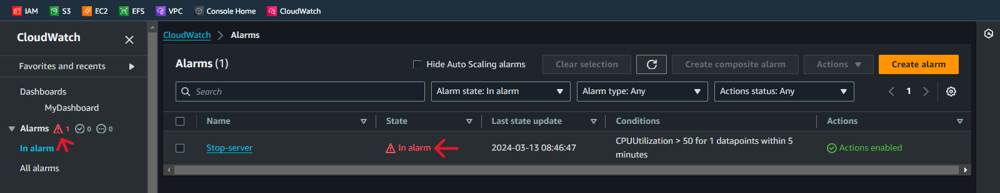 IAM S3 EC2 EFS VPC Console Home CloudWatch
CloudWatch
Favorites and recents
Dashboards
MyDashboard
Alarms 1 0 0
In alarm
All alarms
CloudWatch > Alarms
Alarms (1)
Hide Auto Scaling alarms
Clear selection
Create composite alarm
Actions
Create alarm
Search
Alarm state: In alarm
Alarm type: Any
Actions status: Any
1
Name State Last state update Conditions Actions
Stop-server
In alarm
2024-03-13 08:46:47
CPUUtilization > 50 for 1 datapoints within 5
minutes
Actions enabled